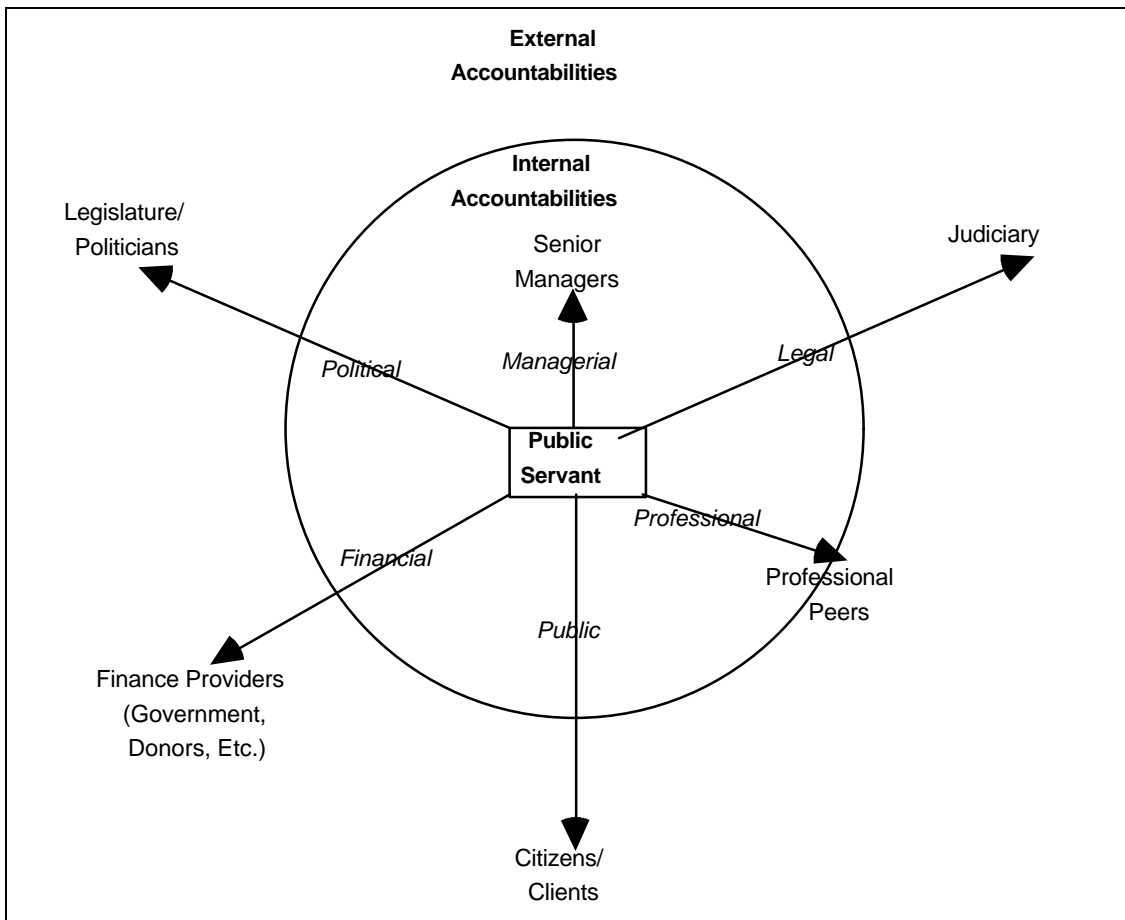 External
Accountabilities
Internal
Accountabilities
Legislature/
Politicians
Senior
Managers
Judiciary
Political
Managerial
Legal
Public
Servant
Professional
Financial
Professional
Peers
Public
Finance Providers
(Government,
Donors, Etc.)
Citizens/
Clients